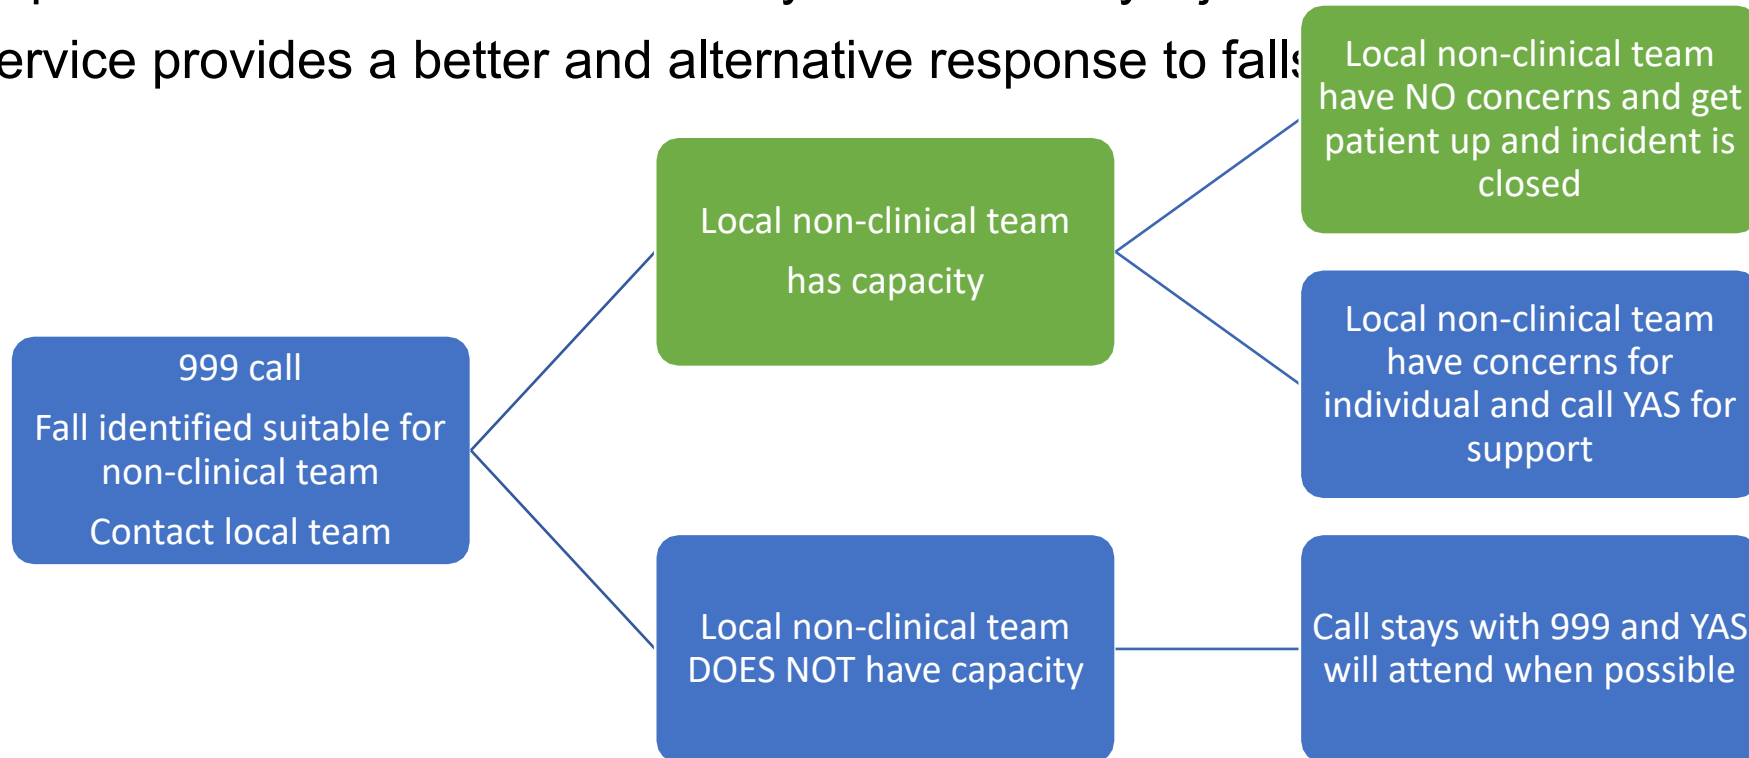 service provides a better and alternative response to falls
Local non-clinical team
have NO concerns and get
patient up and incident is
closed
Local non-clinical team
has capacity
Local non-clinical team
have concerns for
individual and call YAS for
support
999 call
Fall identified suitable for
non-clinical team
Contact local team
Local non-clinical team
DOES NOT have capacity
Call stays with 999 and YAS
will attend when possible